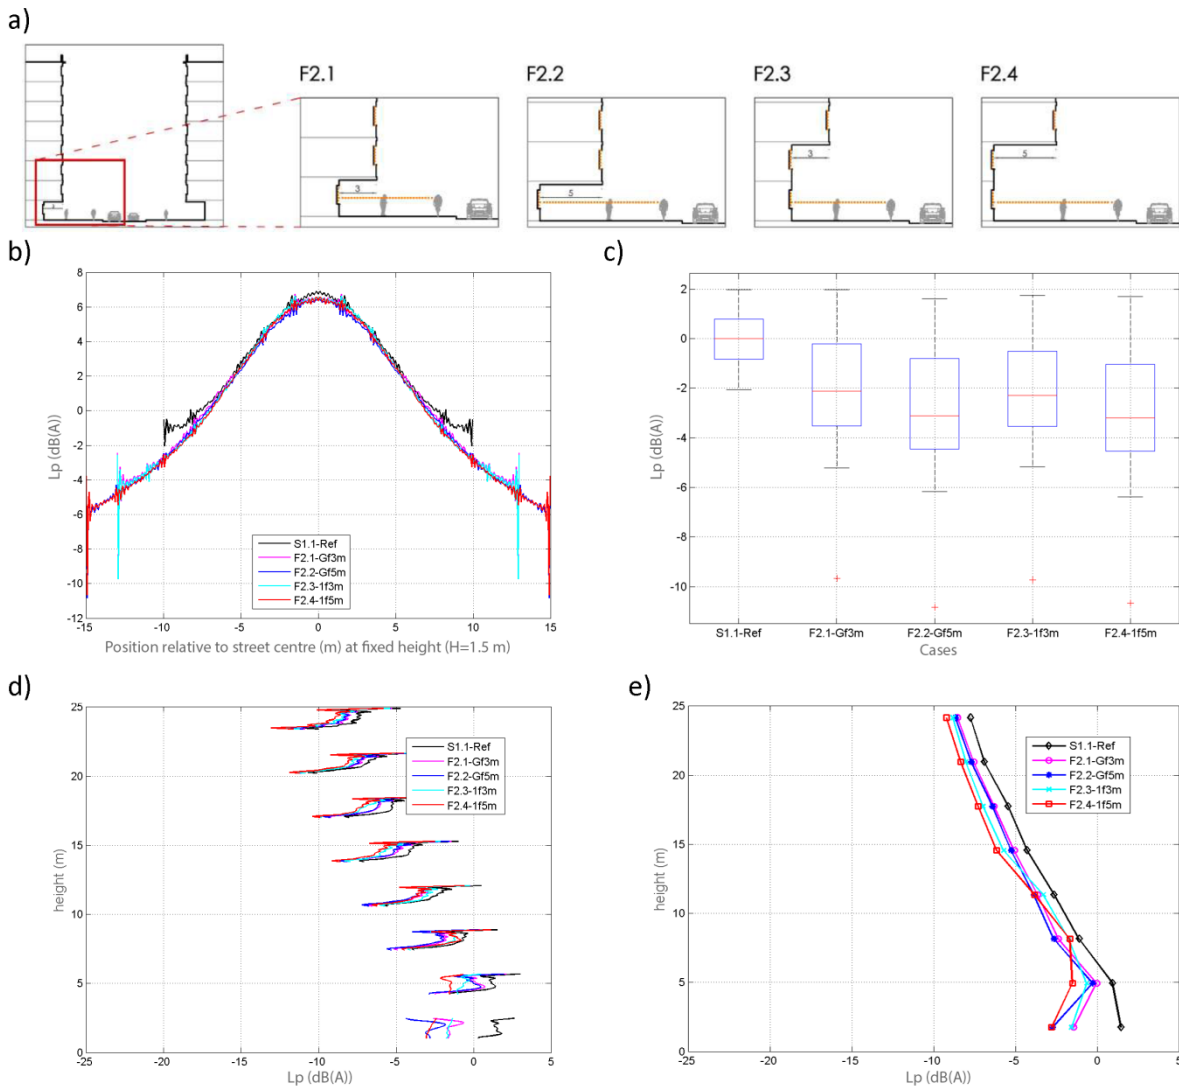 a)
F2.1
F2.2
F2.3
F2.4
3
5
3
5
b)
c)
Lp (dB(A))
8
6
4
2
0
-2
-4
-6
-8
-10
-12
-15
-10
-5
0
5
10
15
S1.1-Ref
F2.1-Gf3m
F2.2-Gf5m
F2.3-1f3m
F2.4-1f5m
Position relative to street centre (m) at fixed height (H=1.5 m)
Lp (dB(A))
2
0
-2
-4
-6
-8
-10
S1.1-Ref
F2.1-Gf3m
F2.2-Gf5m
F2.3-1f3m
F2.4-1f5m
Cases
d)
e)
height (m)
25
20
15
10
5
0
-25
-20
-15
-10
-5
0
5
S1.1-Ref
F2.1-Gf3m
F2.2-Gf5m
F2.3-1f3m
F2.4-1f5m
Lp (dB(A))
height (m)
25
20
15
10
5
0
-25
-20
-15
-10
-5
0
5
S1.1-Ref
F2.1-Gf3m
F2.2-Gf5m
F2.3-1f3m
F2.4-1f5m
Lp (dB(A))